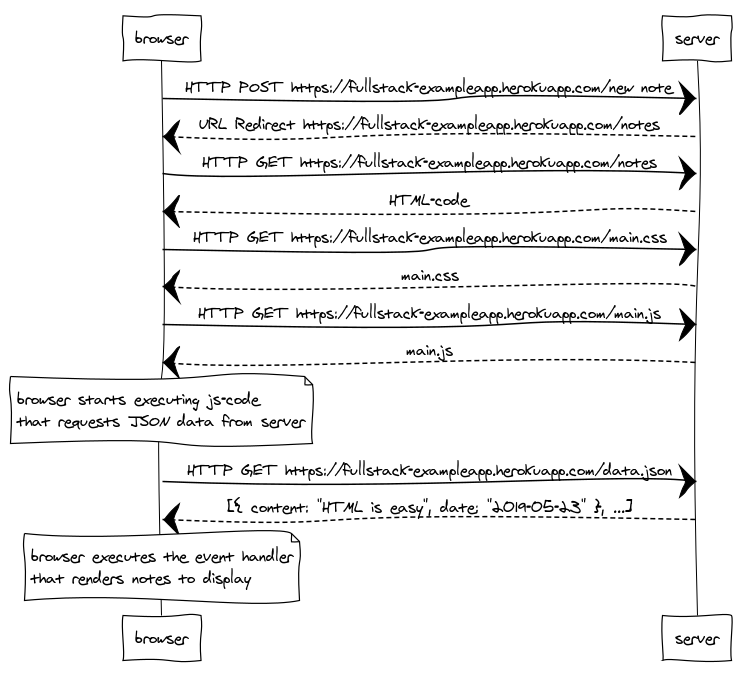 browser
server
HTTP POST https://fullstack-exampleapp.herokuapp.com/new note
URL Redirect https://fullstack-exampleapp.herokuapp.com/notes
HTTP GET https://fullstack-exampleapp.herokuapp.com/notes
HTML-code
HTTP GET https://fullstack-exampleapp.herokuapp.com/main.css
main.css
HTTP GET https://fullstack-exampleapp.herokuapp.com/main.js
main.js
browser starts executing js-code
that requests JSON data from server
HTTP GET https://fullstack-exampleapp.herokuapp.com/data.json
[{ content: "HTML is easy", date: "2019-05-23" }, ...]
browser executes the event handler
that renders notes to display
browser
server